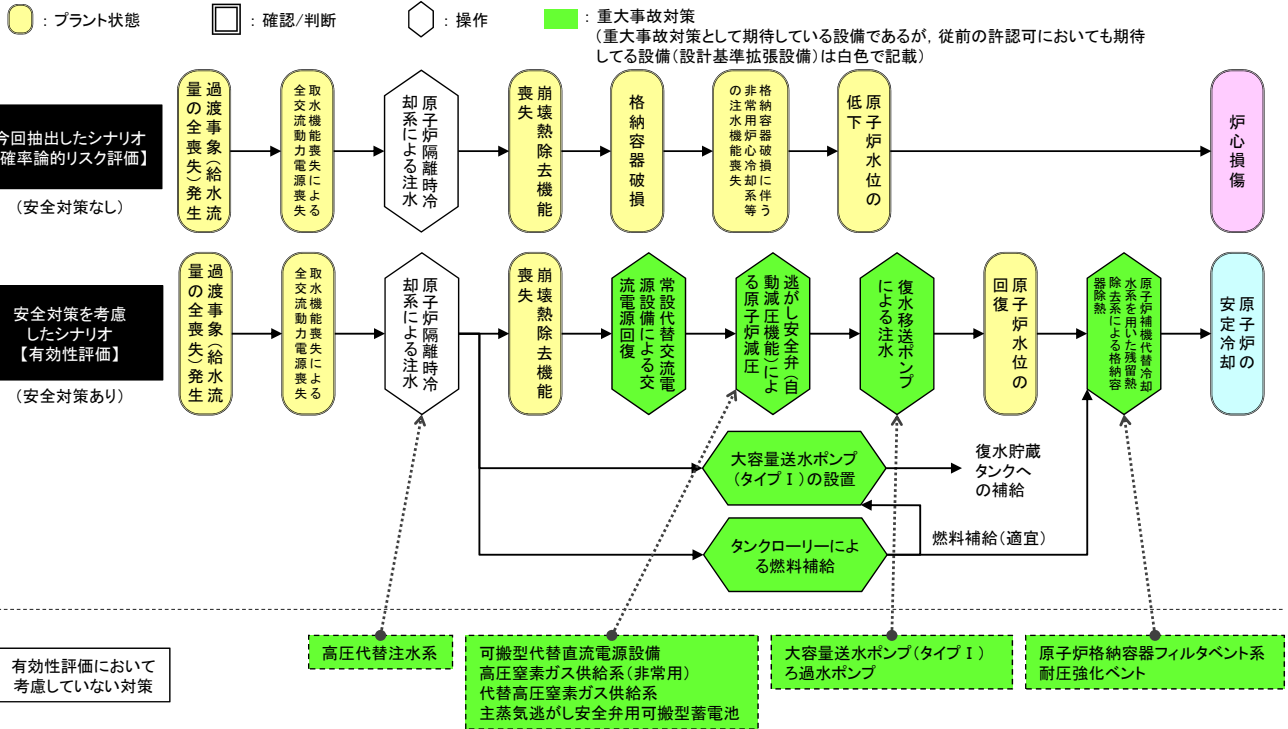 ：プラント状態
：確認/判断
：操作
：重大事故対策
（重大事故対策として期待している設備であるが，従前の許認可においても期待
してる設備（設計基準拡張設備）は白色で記載）
今回抽出したシナリオ
確率論的リスク評価】
（安全対策なし）
過渡事象（給水流
量の全喪失）発生
取水機能喪失による
全交流動力電源喪失
原子炉隔離時冷
却系による注水
崩壊熱除去機能
喪失
格納容器破損
格納容器破損に伴う
非常用炉心冷却系等
の注水機能喪失
原子炉水位の
低下
炉心損傷
安全対策を考慮
したシナリオ
【有効性評価】
（安全対策あり）
過渡事象（給水流
量の全喪失）発生
取水機能喪失による
全交流動力電源喪失
原子炉隔離時冷
却系による注水
崩壊熱除去機能
喪失
常設代替交流電
源設備による交
流電源回復
逃がし安全弁（自
動減圧機能）によ
る原子炉減圧
復水移送ポンプ
による注水
原子炉水位の
回復
原子炉補機代替冷却
水系を用いた残留熱
除去系による格納容
器除熱
原子炉の
安定冷却
大容量送水ポンプ
（タイプⅠ）の設置
復水貯蔵
タンクへ
の補給
タンクローリーによ
る燃料補給
燃料補給（適宜）
有効性評価において
考慮していない対策
高圧代替注水系
可搬型代替直流電源設備
高圧窒素ガス供給系（非常用）
代替高圧窒素ガス供給系
主蒸気逃がし安全弁用可搬型蓄電池
大容量送水ポンプ（タイプⅠ）
ろ過水ポンプ
原子炉格納容器フィルタベント系
耐圧強化ベント